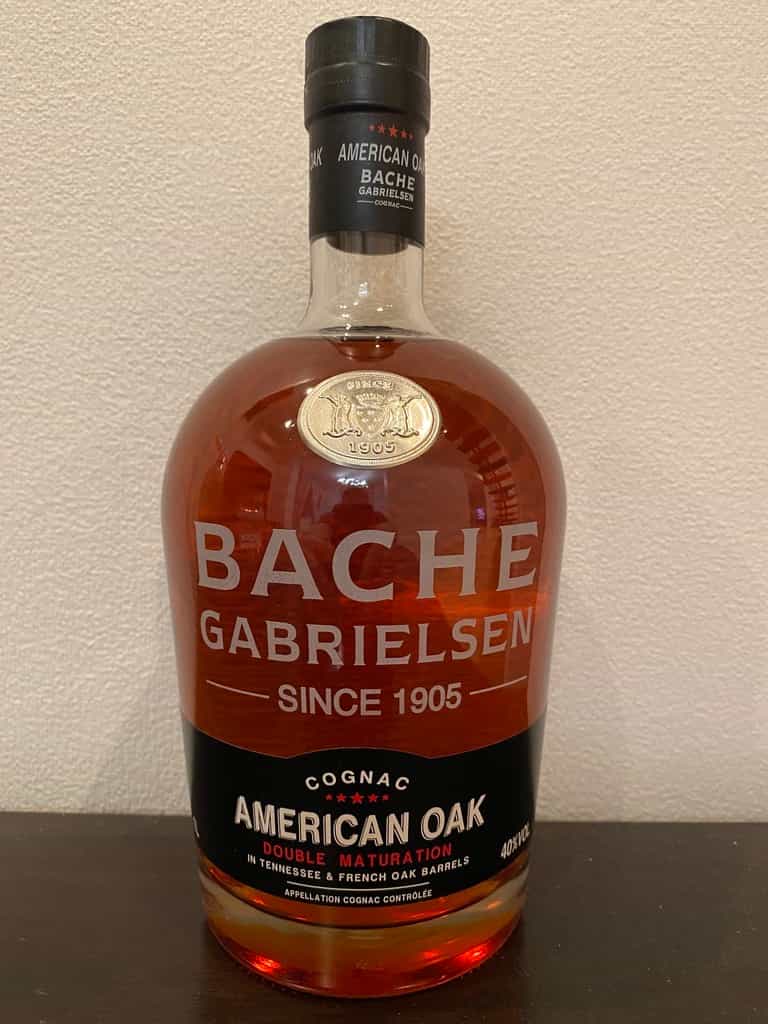 AMERICAN OAK
BACHE
GABRIELSEN
COGNAC
SINCE
1905
BACHE
GABRIELSEN
SINCE 1905
COGNAC
AMERICAN OAK
DOUBLE MATURATION
IN TENNESSEE & FRENCH OAK BARRELS
40%VOL
APPELLATION COGNAC CONTRÔLÉE